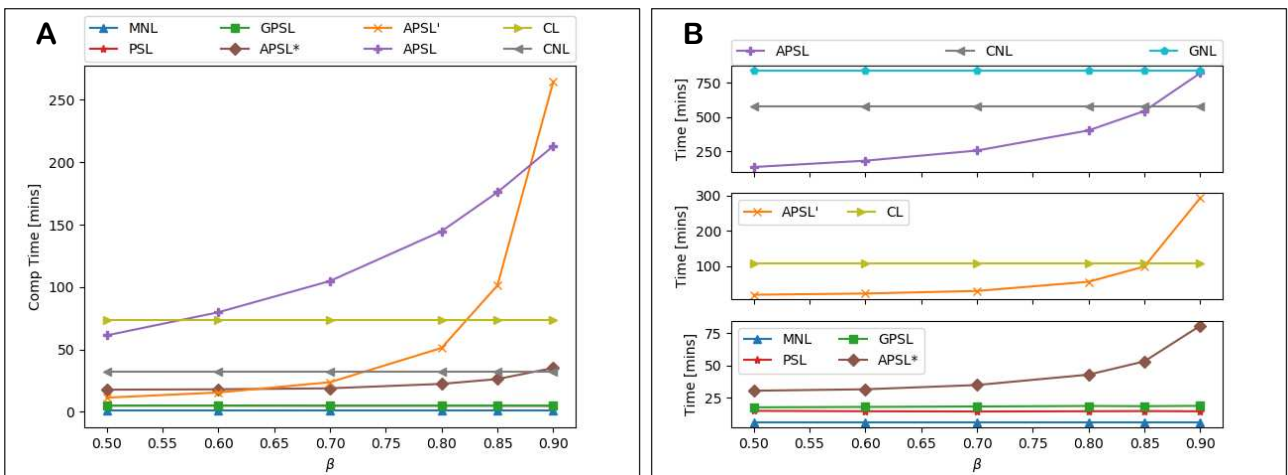 A
MNL GPSL APSL' CL
PSL APSL* APSL CNL
Comp Time [mins]
250
200
150
100
50
0
0.50 0.55 0.60 0.65 0.70 0.75 0.80 0.85 0.90
β
B
APSL CNL GNL
Time [mins]
750
500
250
APSL' CL
Time [mins]
300
200
100
MNL GPSL
PSL APSL*
Time [mins]
75
50
25
0.50 0.55 0.60 0.65 0.70 0.75 0.80 0.85 0.90
β